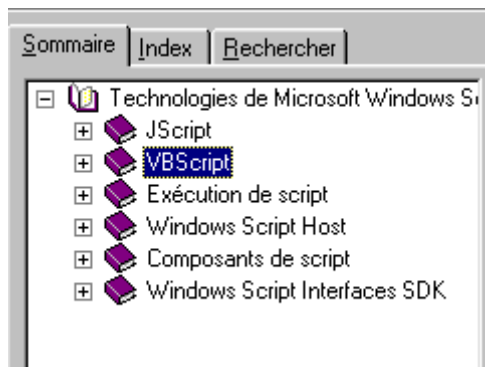 Sommaire Index Rechercher
Technologies de Microsoft Windows
JScript
VBScript
Exécution de script
Windows Script Host
Composants de script
Windows Script Interfaces SDK